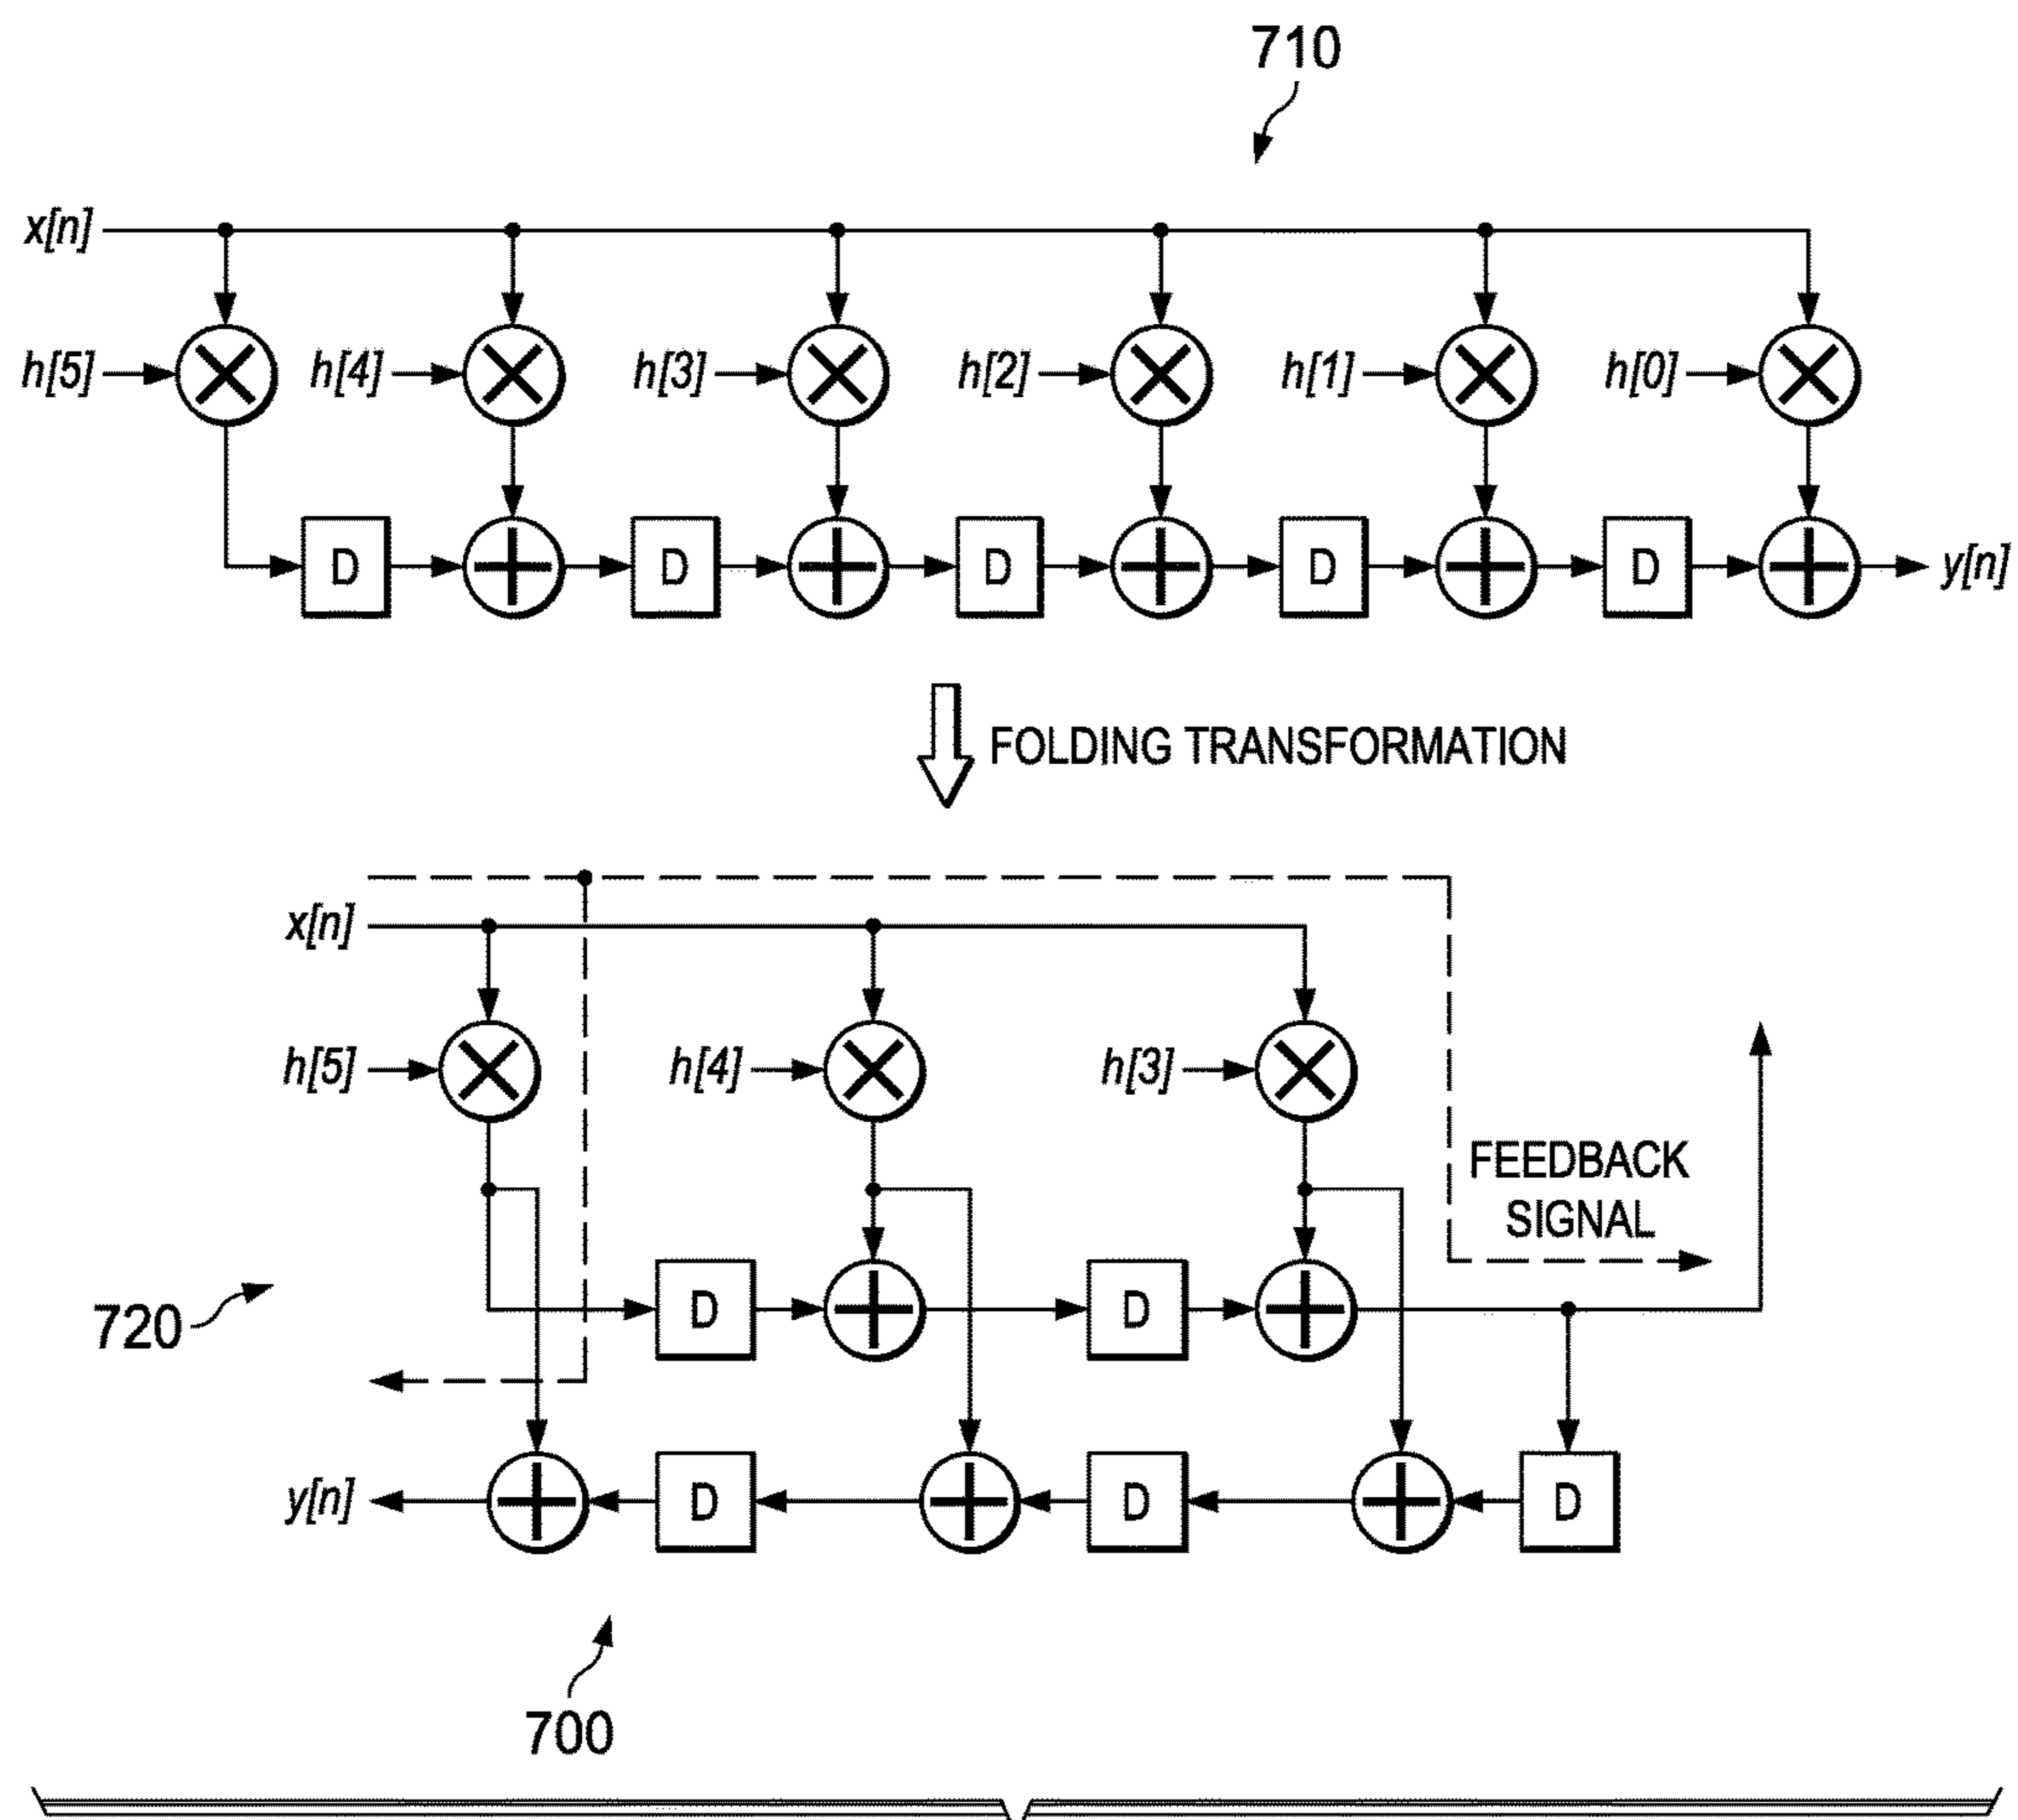 710
x[n]
h[5] h[4] h[3] h[2] h[1] h[0]
D D D D D y[n]
FOLDING TRANSFORMATION
x[n]
h[5] h[4] h[3]
FEEDBACK
SIGNAL
D D
720
y[n] D D D
700